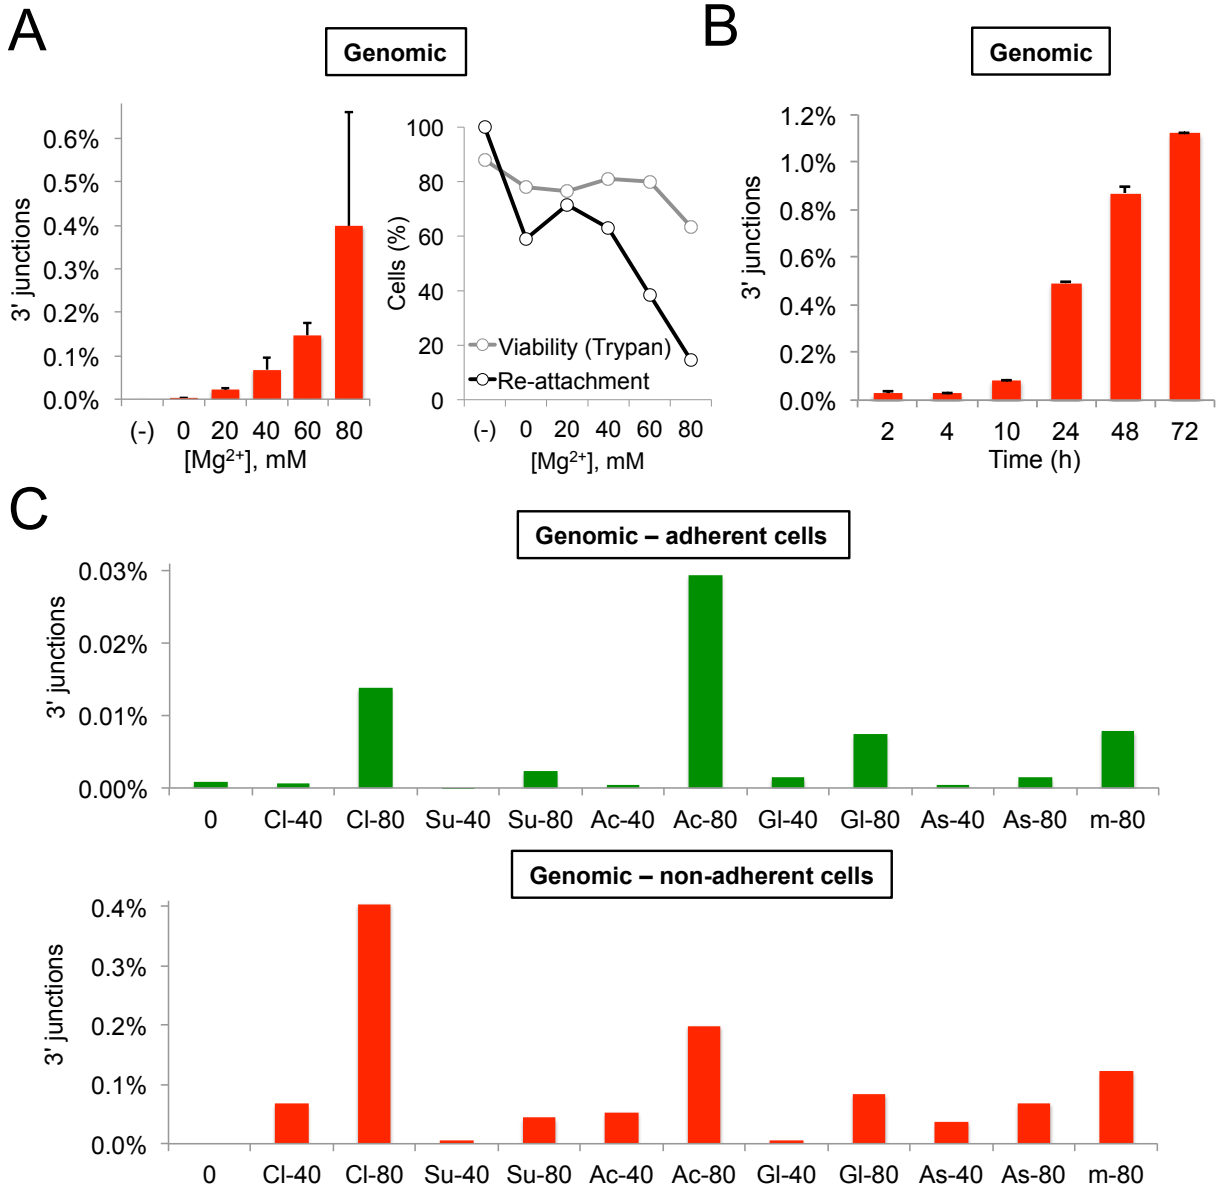 A
Genomic
3' junctions
0.6%
0.5%
0.4%
0.3%
0.2%
0.1%
0.0%
(-) 0 20 40 60 80
[Mg²⁺], mM
Cells (%)
100
80
60
40
20
0
Viability (Trypan)
Re-attachment
(-) 0 20 40 60 80
[Mg²⁺], mM
B
Genomic
3' junctions
1.2%
1.0%
0.8%
0.6%
0.4%
0.2%
0.0%
2 4 10 24 48 72
Time (h)
C
Genomic – adherent cells
3' junctions
0.03%
0.02%
0.01%
0.00%
0 Cl-40 Cl-80 Su-40 Su-80 Ac-40 Ac-80 Gl-40 Gl-80 As-40 As-80 m-80
Genomic – non-adherent cells
3' junctions
0.4%
0.3%
0.2%
0.1%
0.0%
0 Cl-40 Cl-80 Su-40 Su-80 Ac-40 Ac-80 Gl-40 Gl-80 As-40 As-80 m-80